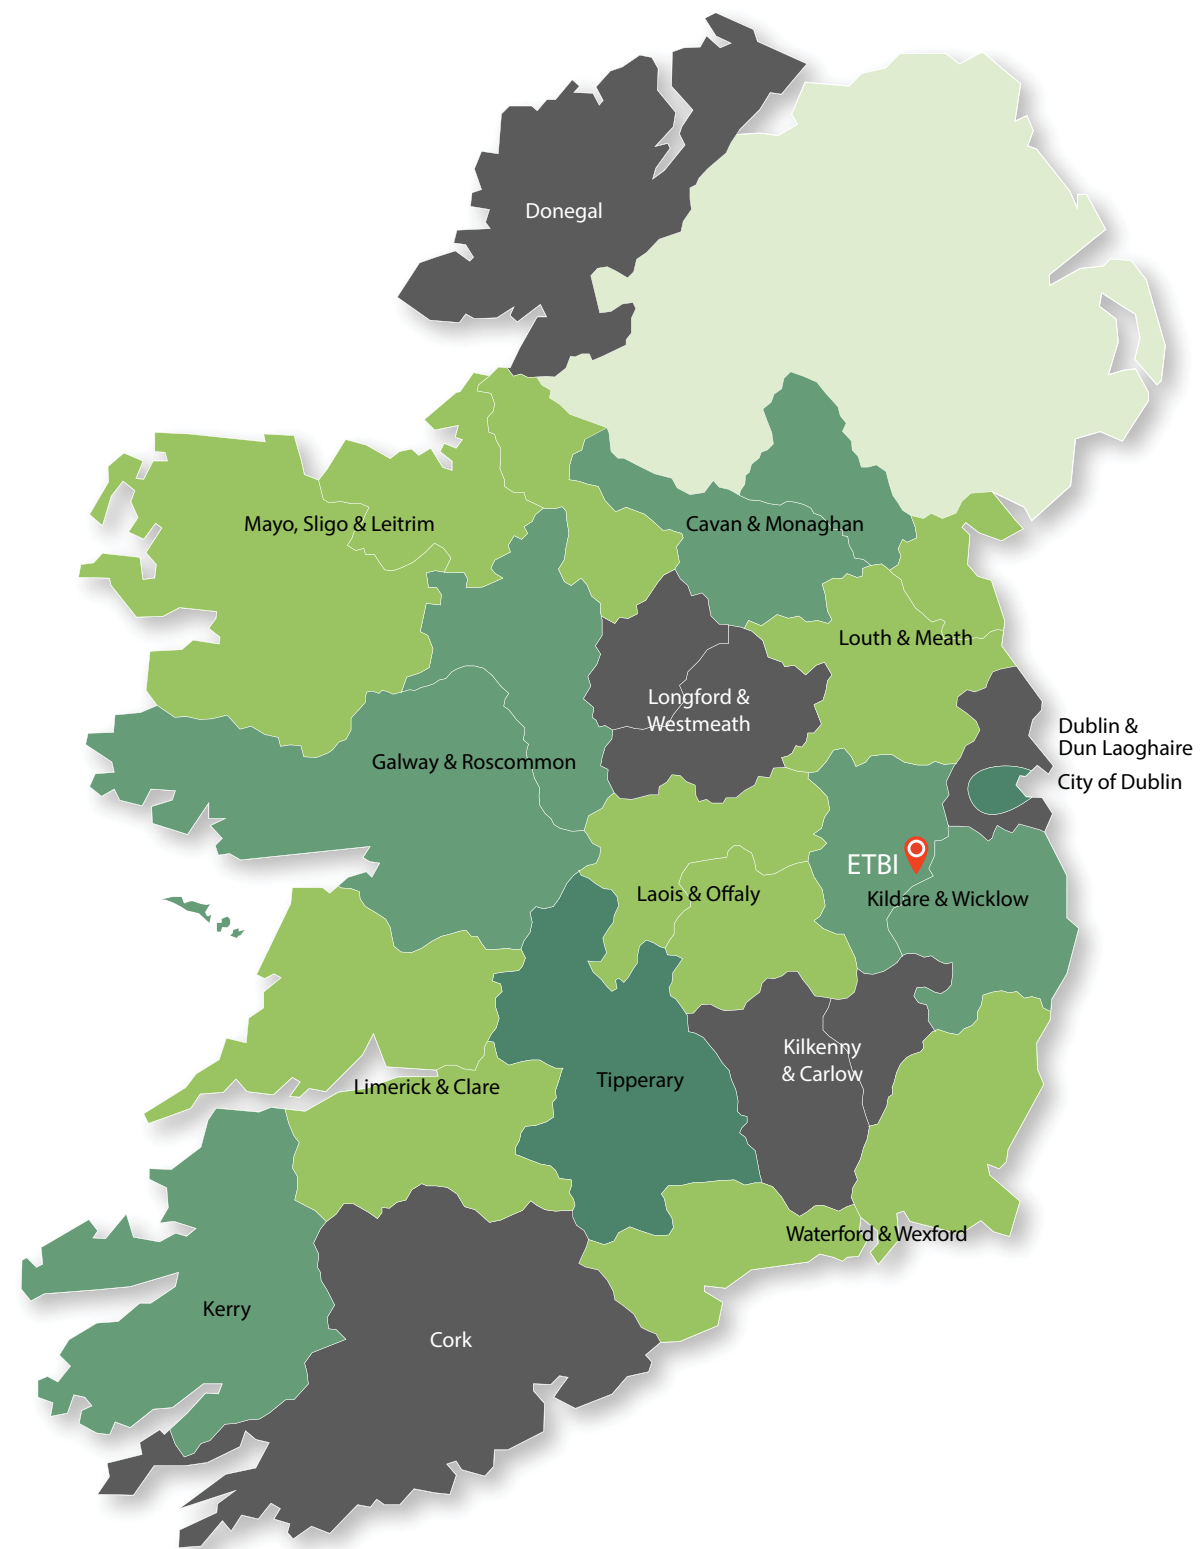 Donegal
Mayo, Sligo & Leitrim
Cavan & Monaghan
Louth & Meath
Longford &
Westmeath
Dublin &
Dun Laoghaire
City of Dublin
Galway & Roscommon
ETBI
Kildare & Wicklow
Laois & Offaly
Kilkenny
& Carlow
Tipperary
Limerick & Clare
Waterford & Wexford
Kerry
Cork